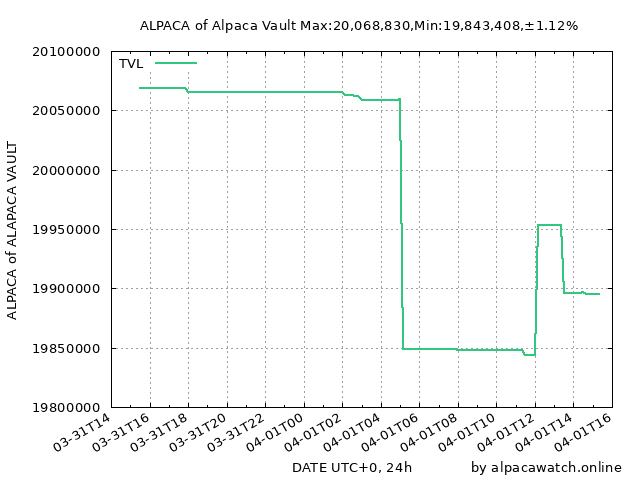 ALPACA of Alpaca Vault Max:20,068,830,Min:19,843,408,±1.12%
TVL
20100000
20050000
20000000
19950000
19900000
19850000
19800000
ALPACA of ALAPACA VAULT
03-31T14
03-31T16
03-31T18
03-31T20
03-31T22
04-01T00
04-01T02
04-01T04
04-01T06
04-01T08
04-01T10
04-01T12
04-01T14
04-01T16
DATE UTC+0, 24h
by alpacawatch.online